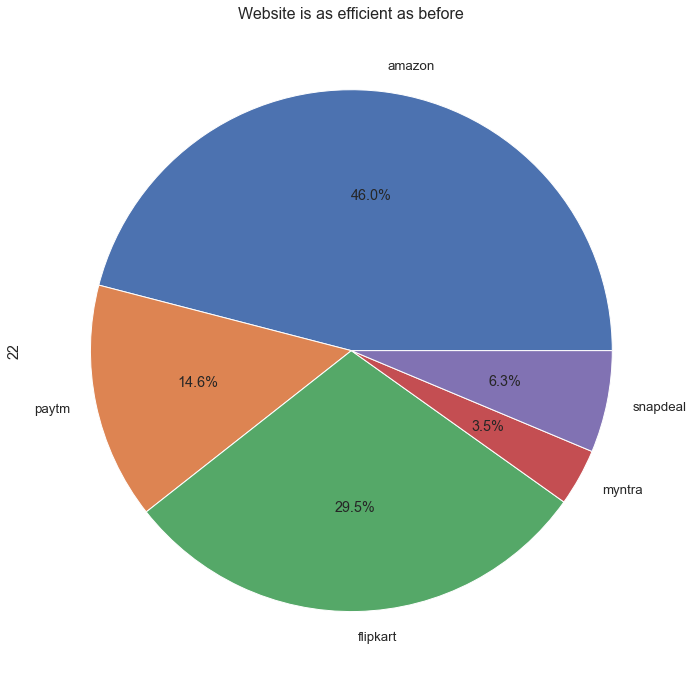 Website is as efficient as before
amazon
46.0%
22
14.6%
6.3%
paytm
snapdeal
3.5%
myntra
29.5%
flipkart